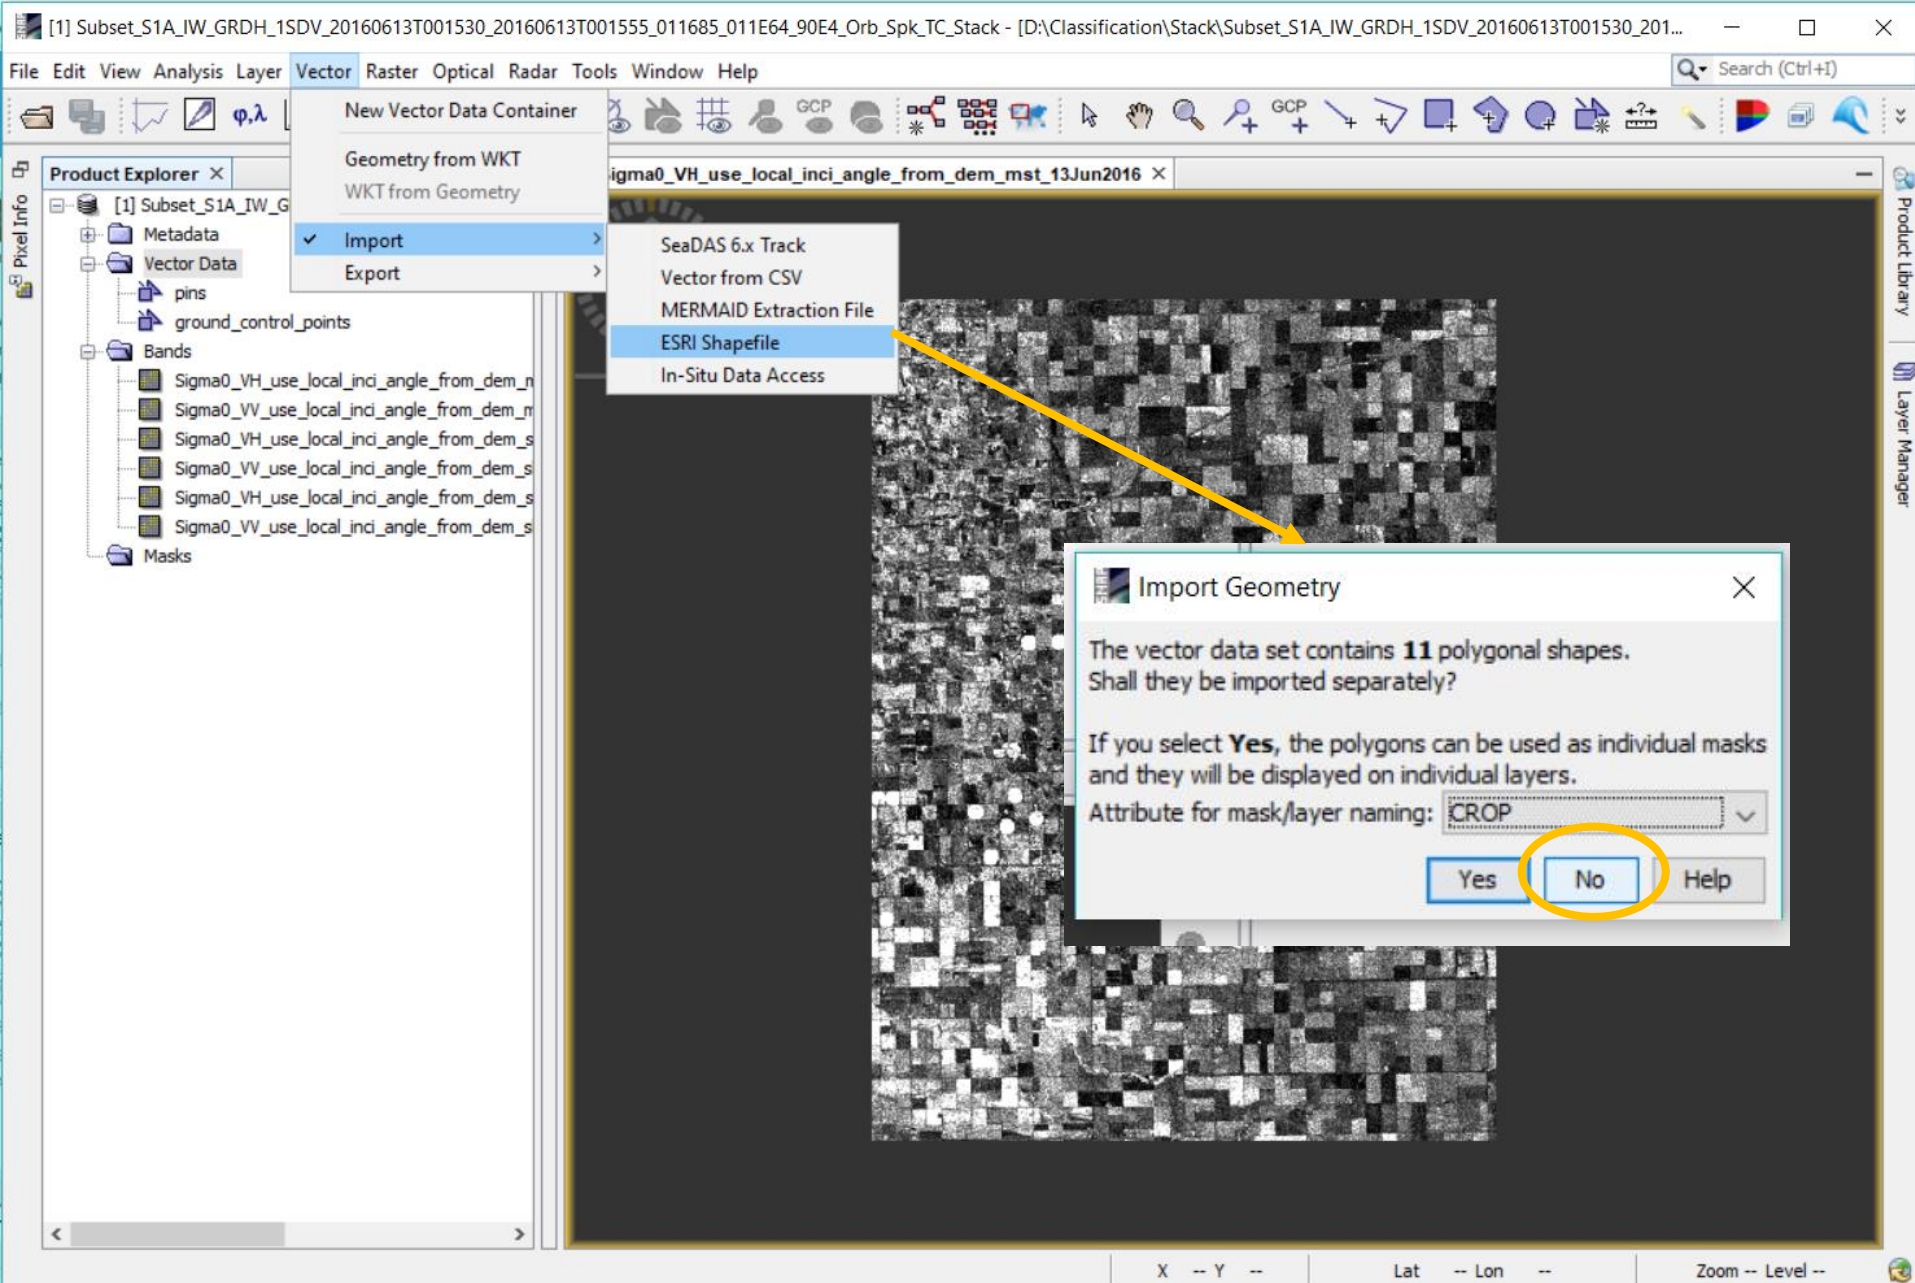 [1] Subset_S1A_IW_GRDH_1SDV_20160613T001530_20160613T001555_011685_011E64_90E4_Orb_Spk_TC_Stack - [D:\Classification\Stack\Subset_S1A_IW_GRDH_1SDV_20160613T001530_201...
File Edit View Analysis Layer Vector Raster Optical Radar Tools Window Help
Search (Ctrl+I)
φ,λ
GCP
GCP
New Vector Data Container
Geometry from WKT
WKT from Geometry
Import
Export
SeaDAS 6.x Track
Vector from CSV
MERMAID Extraction File
ESRI Shapefile
In-Situ Data Access
Pixel Info
Product Explorer
[1] Subset_S1A_IW_G
Metadata
Vector Data
pins
ground_control_points
Bands
Sigma0_VH_use_local_inci_angle_from_dem_m
Sigma0_VV_use_local_inci_angle_from_dem_m
Sigma0_VH_use_local_inci_angle_from_dem_s
Sigma0_VV_use_local_inci_angle_from_dem_sl
Sigma0_VH_use_local_inci_angle_from_dem_s
Sigma0_VV_use_local_inci_angle_from_dem_sl
Masks
igma0_VH_use_local_inci_angle_from_dem_mst_13Jun2016
Product Library
Layer Manager
Import Geometry
The vector data set contains 11 polygonal shapes.
Shall they be imported separately?
If you select Yes, the polygons can be used as individual masks
and they will be displayed on individual layers.
Attribute for mask/layer naming: CROP
Yes No Help
X -- Y -- Lat -- Lon -- Zoom -- Level --